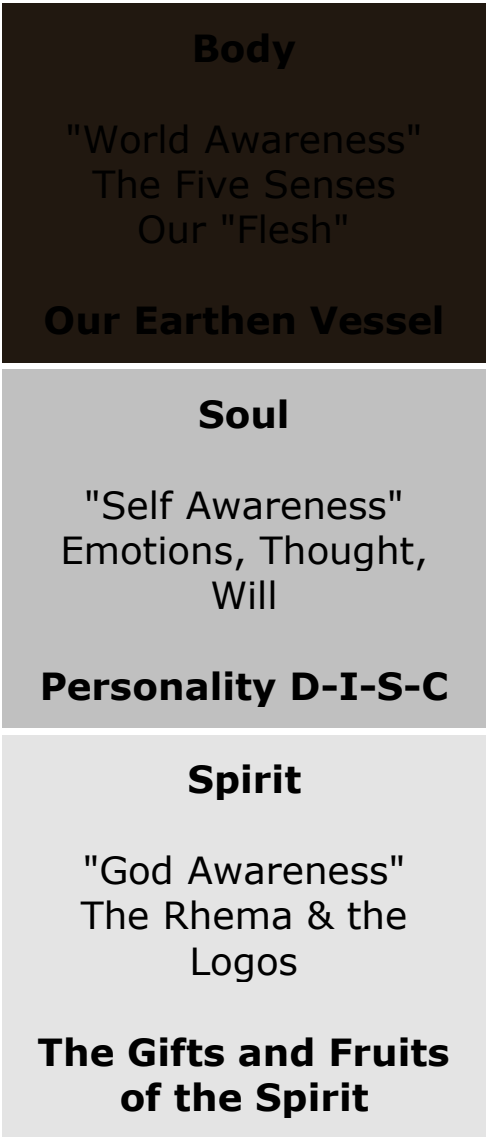 Body
"World Awareness"
The Five Senses
Our "Flesh"
Our Earthen Vessel
Soul
"Self Awareness"
Emotions, Thought,
Will
Personality D-I-S-C
Spirit
"God Awareness"
The Rhema & the
Logos
The Gifts and Fruits
of the Spirit